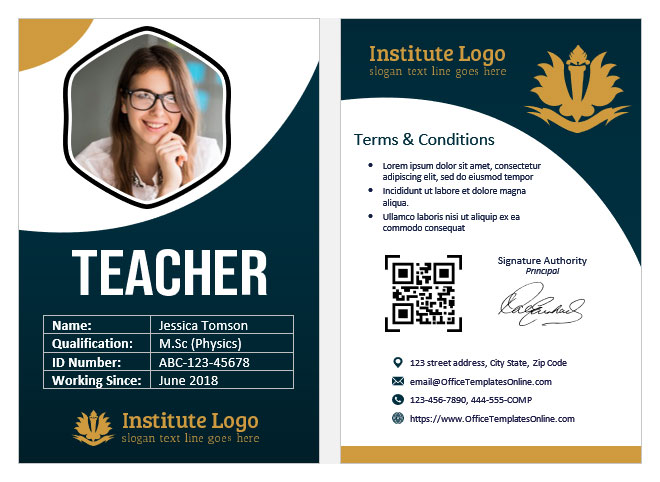 TEACHER
Name: Jessica Tomson
Qualification: M.Sc (Physics)
ID Number: ABC-123-45678
Working Since: June 2018
Institute Logo
slogan text line goes here
Institute Logo
slogan text line goes here
Terms & Conditions
• Lorem ipsum dolor sit amet, consectetur
adipiscing elit, sed do eiusmod tempor
• Incididunt ut labore et dolore magna
aliqua.
• Ullamco laboris nisi ut aliquip ex ea
commodo consequat
Signature Authority
Principal
123 street address, City State, Zip Code
email@OfficeTemplatesOnline.com
123-456-7890, 444-555-COMP
https://www.OfficeTemplatesOnline.com